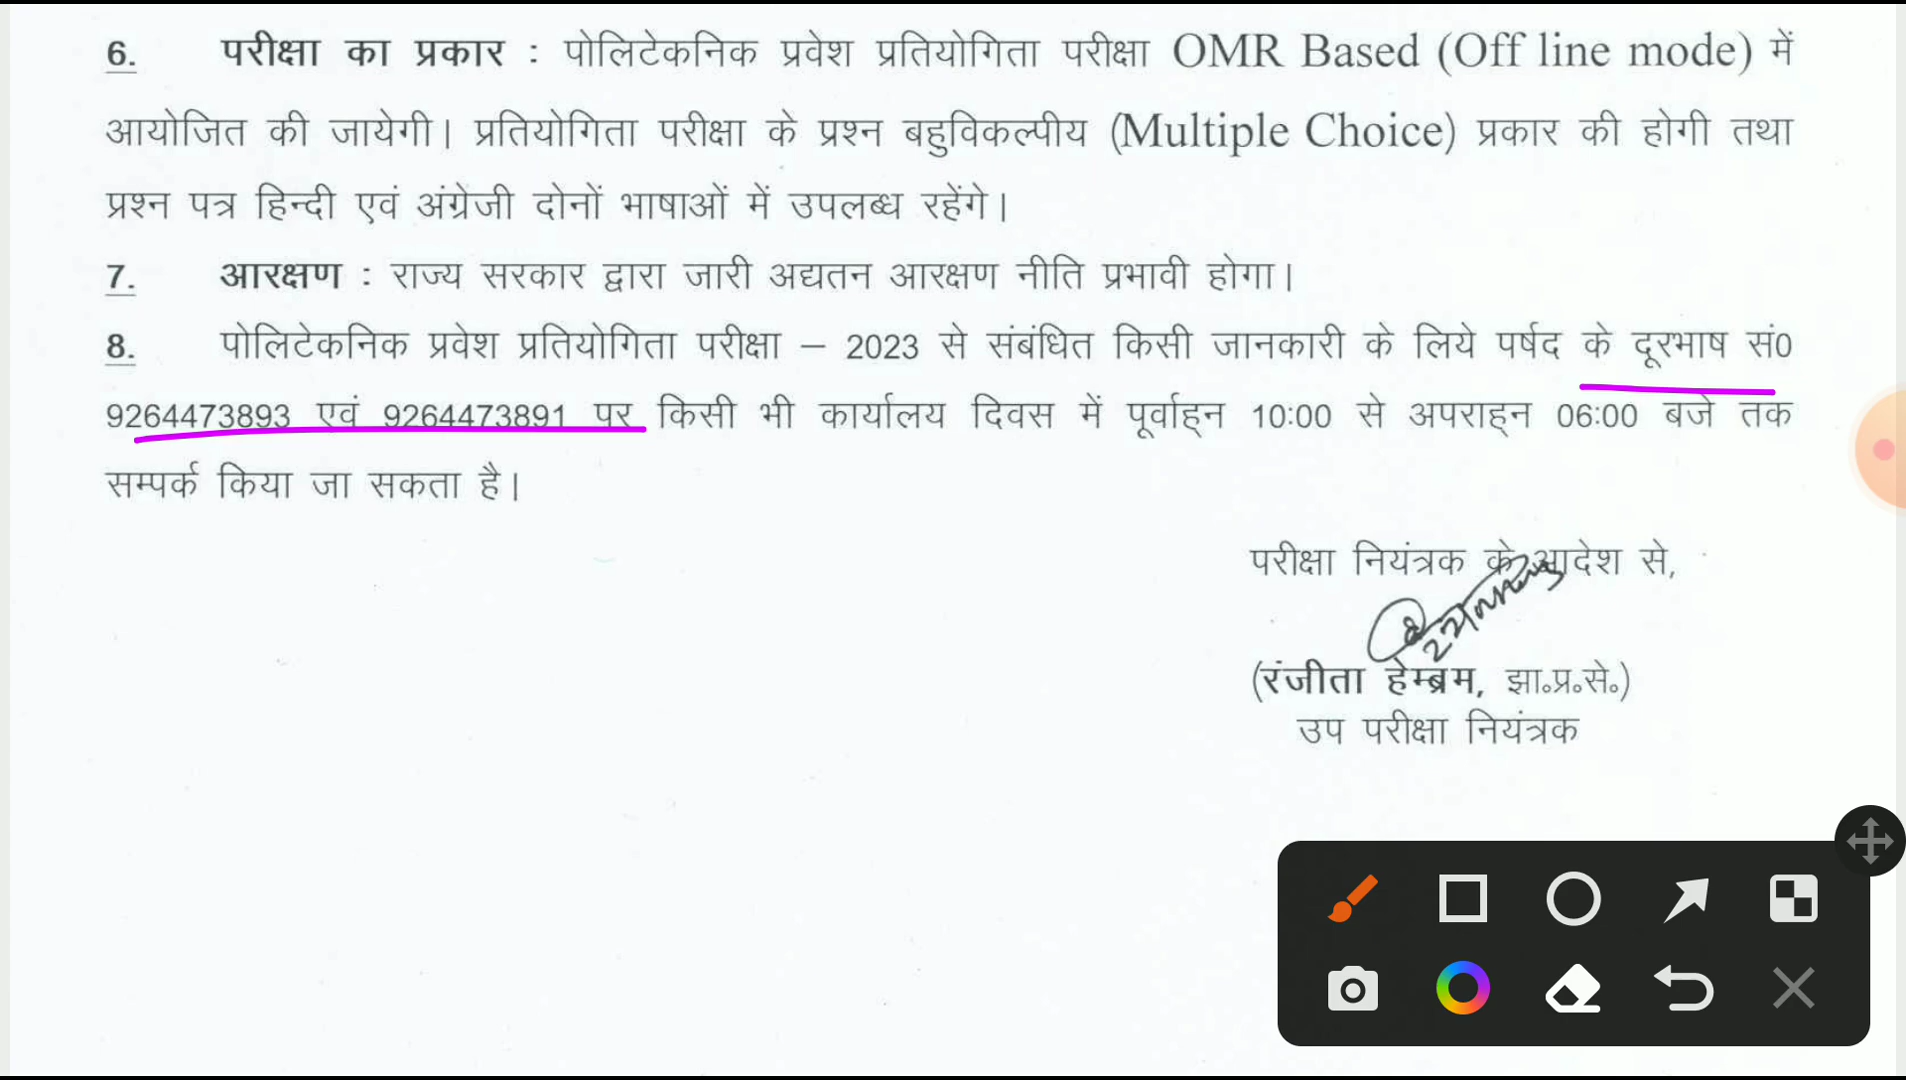 6. परीक्षा का प्रकार : पोलिटेकनिक प्रवेश प्रतियोगिता परीक्षा OMR Based (Off line mode) में
आयोजित की जायेगी। प्रतियोगिता परीक्षा के प्रश्न बहुविकल्पीय (Multiple Choice) प्रकार की होगी तथा
प्रश्न पत्र हिन्दी एवं अंग्रेजी दोनों भाषाओं में उपलब्ध रहेंगे।
7. आरक्षण : राज्य सरकार द्वारा जारी अद्यतन आरक्षण नीति प्रभावी होगा।
8. पोलिटेकनिक प्रवेश प्रतियोगिता परीक्षा – 2023 से संबंधित किसी जानकारी के लिये पर्षद के दूरभाष सं0
9264473893 एवं 9264473891 पर किसी भी कार्यालय दिवस में पूर्वाह्न 10:00 से अपराह्न 06:00 बजे तक
सम्पर्क किया जा सकता है।
परीक्षा नियंत्रक के आदेश से,
(रंजीता हेम्ब्रम, झा०प्र०से०)
उप परीक्षा नियंत्रक